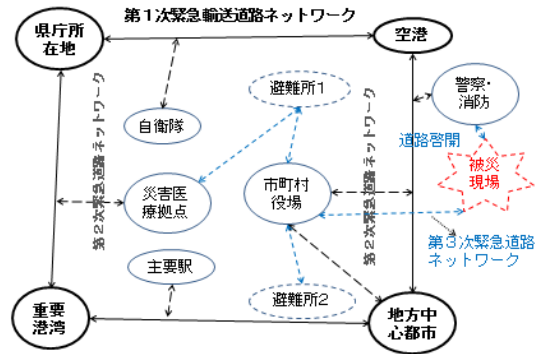 第1次緊急輸送道路ネットワーク
県庁所
在地
空港
避難所1
警察・
消防
自衛隊
道路啓開
被災
現場
第2次緊急道路ネットワーク
災害医
療拠点
市町村
役場
第2次緊急道路ネットワーク
第3次緊急道路
ネットワーク
主要駅
避難所2
重要
港湾
地方中
心都市